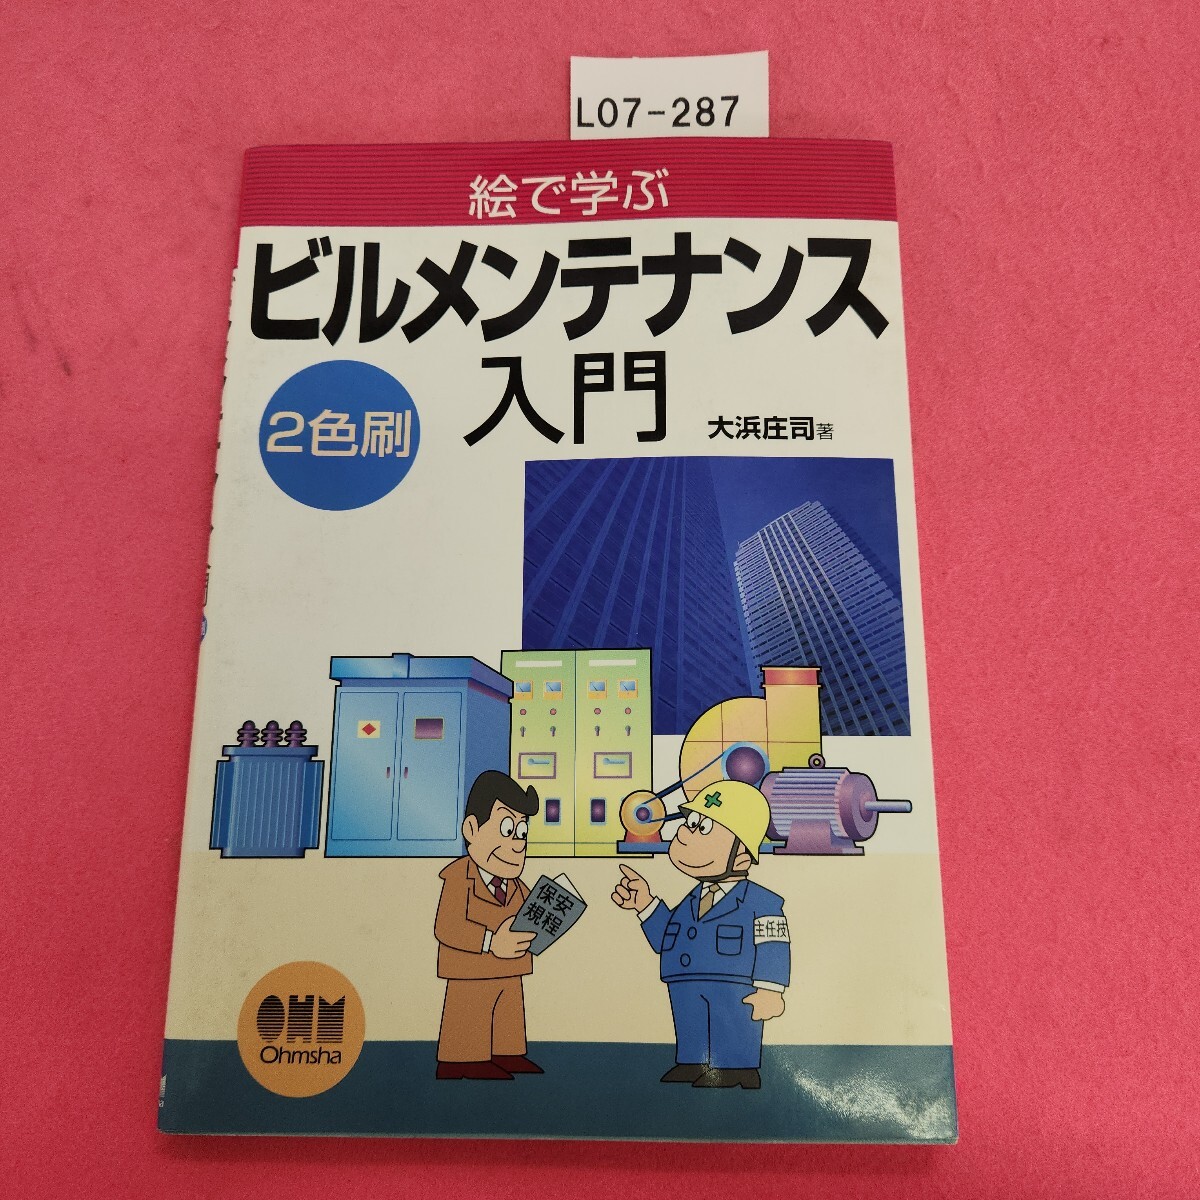 L07-287
絵で学ぶ
ビルメンテナンス
入門
2色刷
大浜庄司著
保安
規程
主任技
OHM
Ohmsha